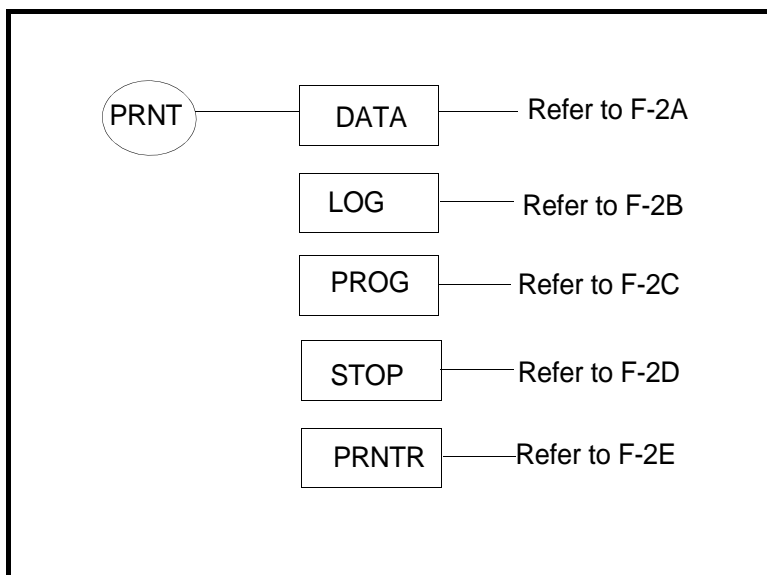 PRNT DATA Refer to F-2A
LOG Refer to F-2B
PROG Refer to F-2C
STOP Refer to F-2D
PRNTR Refer to F-2E